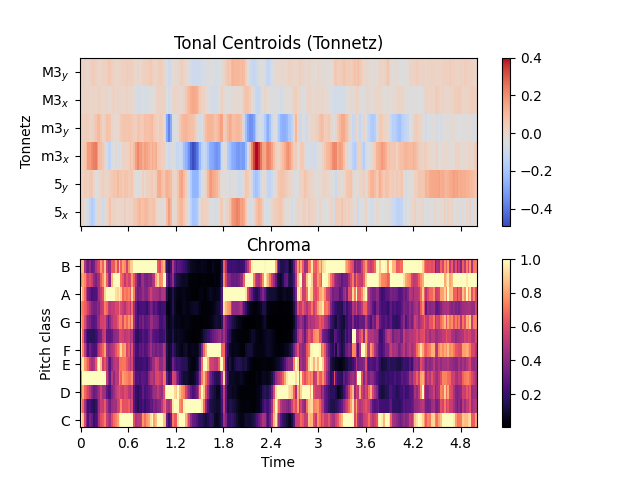 Tonal Centroids (Tonnetz)
Tonnetz
M3y
M3x
m3y
m3x
5y
5x
0.4
0.2
0.0
−0.2
−0.4
Chroma
Pitch class
B
A
G
F
E
D
C
1.0
0.8
0.6
0.4
0.2
0 0.6 1.2 1.8 2.4 3 3.6 4.2 4.8
Time